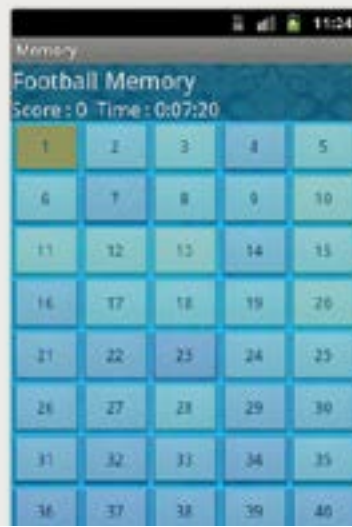 11:24
Memory
Football Memory
Score : 0 Time : 0:07:20
1 2 3 4 5
6 7 8 9 10
11 12 13 14 15
16 17 18 19 20
21 22 23 24 25
26 27 28 29 30
31 32 33 34 35
36 37 38 39 40